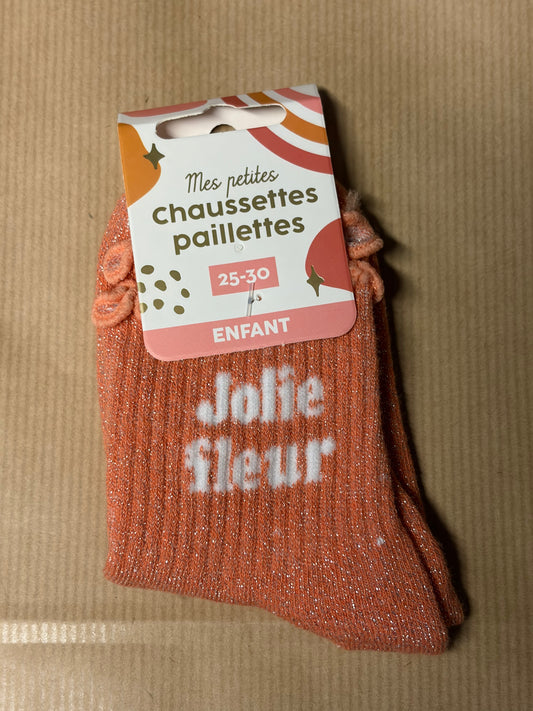 Mes petites
chaussettes
paillettes
25-30
ENFANT
Jolie
fleur